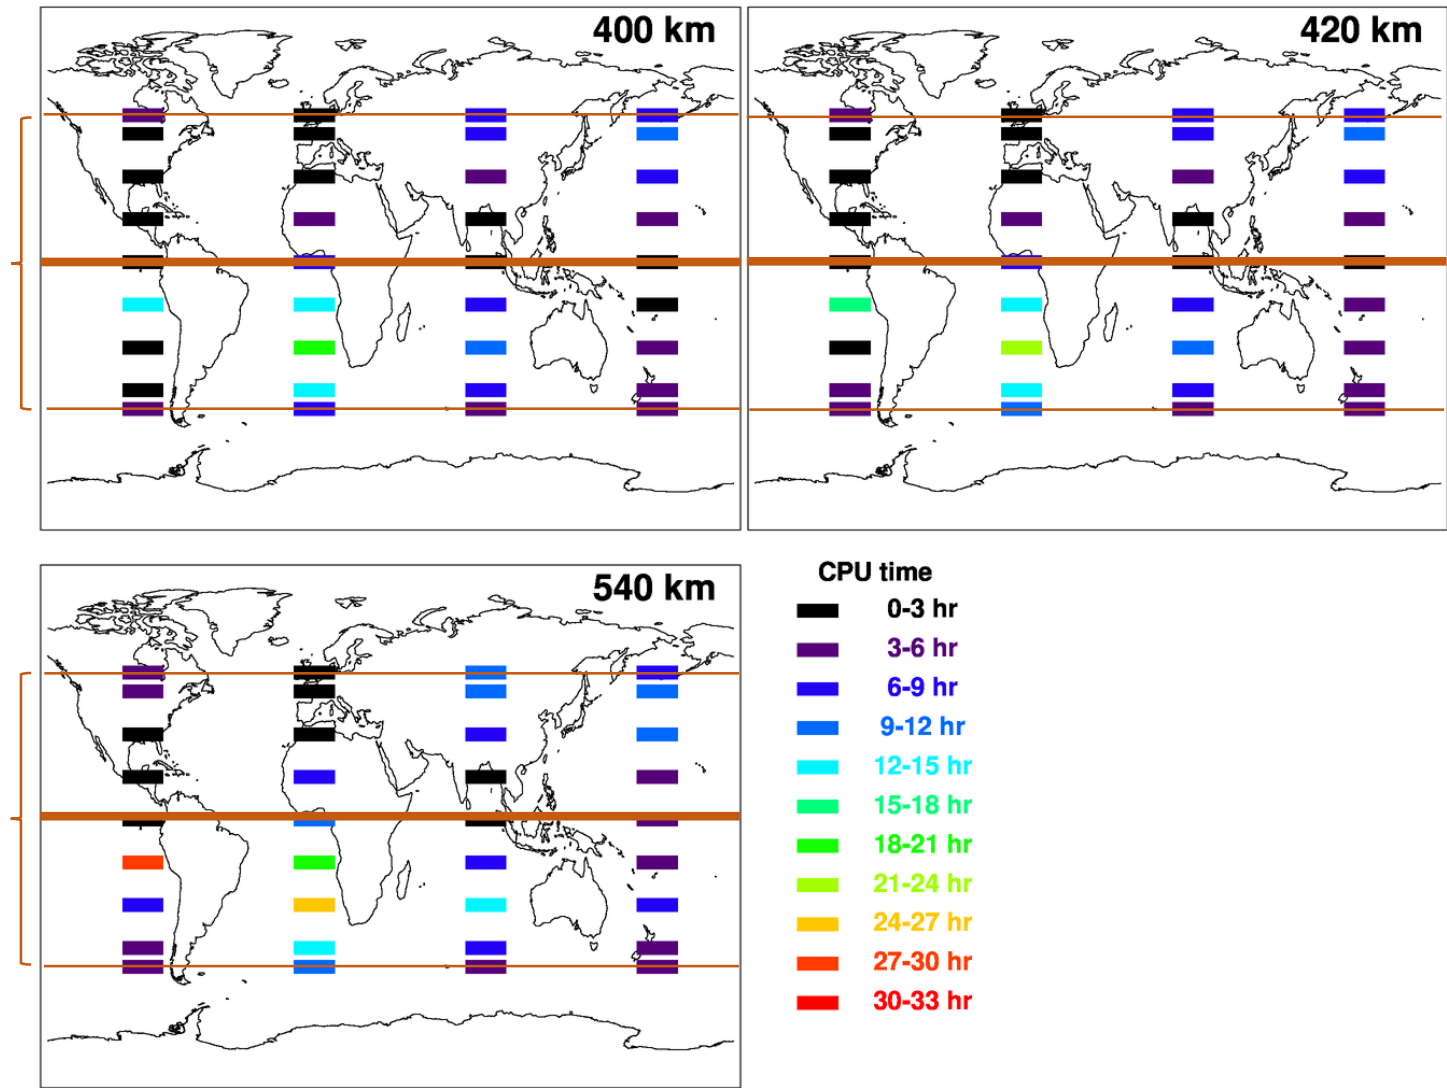 400 km
420 km
540 km
CPU time
0-3 hr
3-6 hr
6-9 hr
9-12 hr
12-15 hr
15-18 hr
18-21 hr
21-24 hr
24-27 hr
27-30 hr
30-33 hr